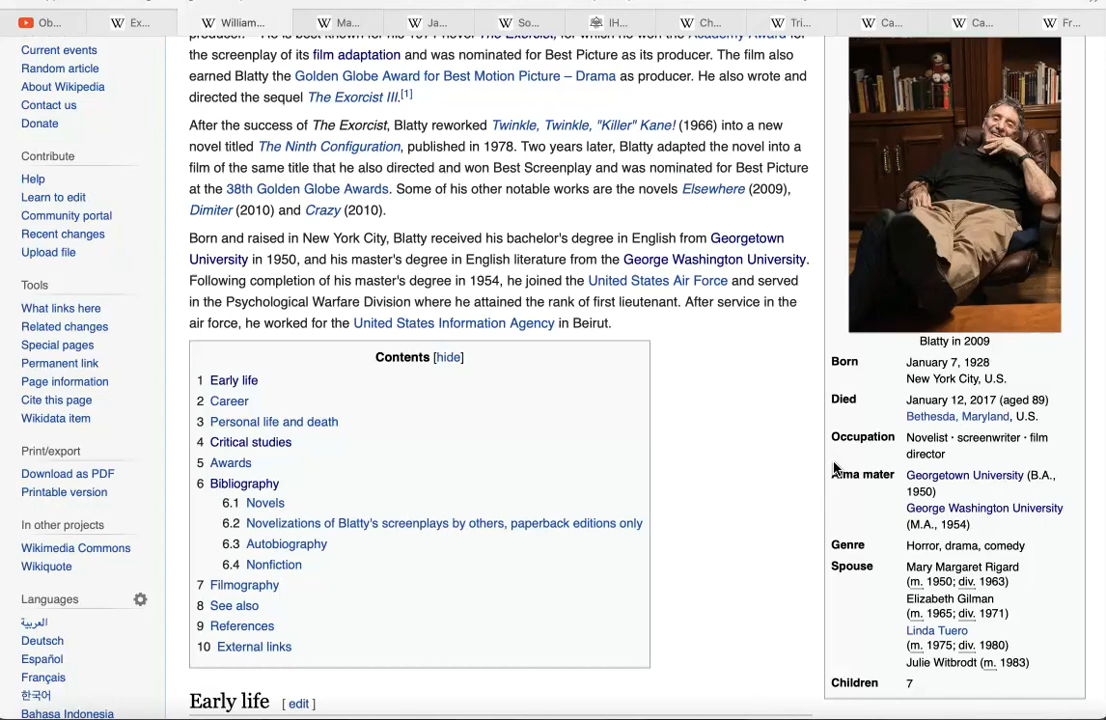 Ob...
Ex...
William...
Ma...
Ja...
So...
IH...
Ch...
Tri...
Ca...
Ca...
Fr...
Current events
Random article
About Wikipedia
Contact us
Donate
Contribute
Help
Learn to edit
Community portal
Recent changes
Upload file
Tools
What links here
Related changes
Special pages
Permanent link
Page information
Cite this page
Wikidata item
Print/export
Download as PDF
Printable version
In other projects
Wikimedia Commons
Wikiquote
Languages
العربية
Deutsch
Español
Français
한국어
Bahasa Indonesia
the screenplay of its film adaptation and was nominated for Best Picture as its producer. The film also
earned Blatty the Golden Globe Award for Best Motion Picture – Drama as producer. He also wrote and
directed the sequel The Exorcist III.[1]
After the success of The Exorcist, Blatty reworked Twinkle, Twinkle, "Killer" Kane! (1966) into a new
novel titled The Ninth Configuration, published in 1978. Two years later, Blatty adapted the novel into a
film of the same title that he also directed and won Best Screenplay and was nominated for Best Picture
at the 38th Golden Globe Awards. Some of his other notable works are the novels Elsewhere (2009),
Dimiter (2010) and Crazy (2010).
Born and raised in New York City, Blatty received his bachelor's degree in English from Georgetown
University in 1950, and his master's degree in English literature from the George Washington University.
Following completion of his master's degree in 1954, he joined the United States Air Force and served
in the Psychological Warfare Division where he attained the rank of first lieutenant. After service in the
air force, he worked for the United States Information Agency in Beirut.
Contents [hide]
1 Early life
2 Career
3 Personal life and death
4 Critical studies
5 Awards
6 Bibliography
6.1 Novels
6.2 Novelizations of Blatty's screenplays by others, paperback editions only
6.3 Autobiography
6.4 Nonfiction
7 Filmography
8 See also
9 References
10 External links
Early life [ edit ]
Blatty in 2009
Born January 7, 1928
New York City, U.S.
Died January 12, 2017 (aged 89)
Bethesda, Maryland, U.S.
Occupation Novelist · screenwriter · film
director
mater Georgetown University (B.A.,
1950)
George Washington University
(M.A., 1954)
Genre Horror, drama, comedy
Spouse Mary Margaret Rigard
(m. 1950; div. 1963)
Elizabeth Gilman
(m. 1965; div. 1971)
Linda Tuero
(m. 1975; div. 1980)
Julie Witbrodt (m. 1983)
Children 7